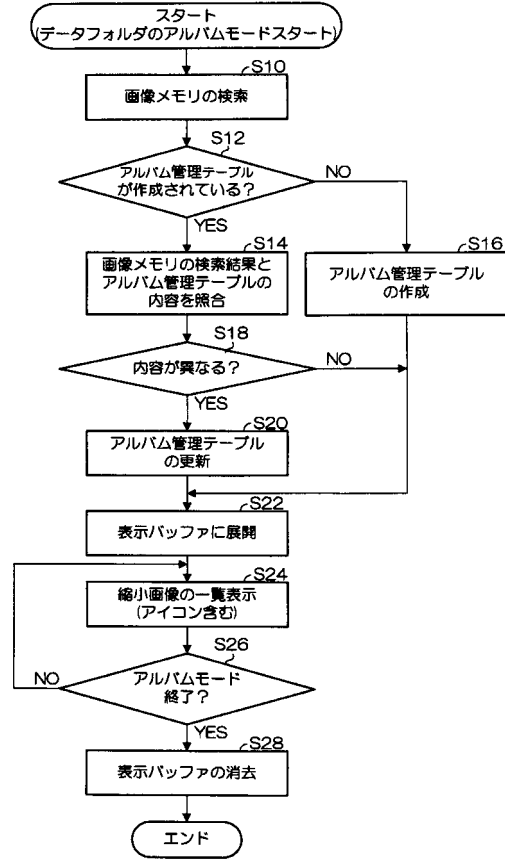 スタート
(データフォルダのアルバムモードスタート)
S10
画像メモリの検索
S12
アルバム管理テーブル
が作成されている?
NO
YES
S14
画像メモリの検索結果と
アルバム管理テーブルの
内容を照合
S16
アルバム管理テーブル
の作成
S18
内容が異なる?
NO
YES
S20
アルバム管理テーブル
の更新
S22
表示バッファに展開
S24
縮小画像の一覧表示
(アイコン含む)
S26
アルバムモード
終了?
NO
YES
S28
表示バッファの消去
エンド